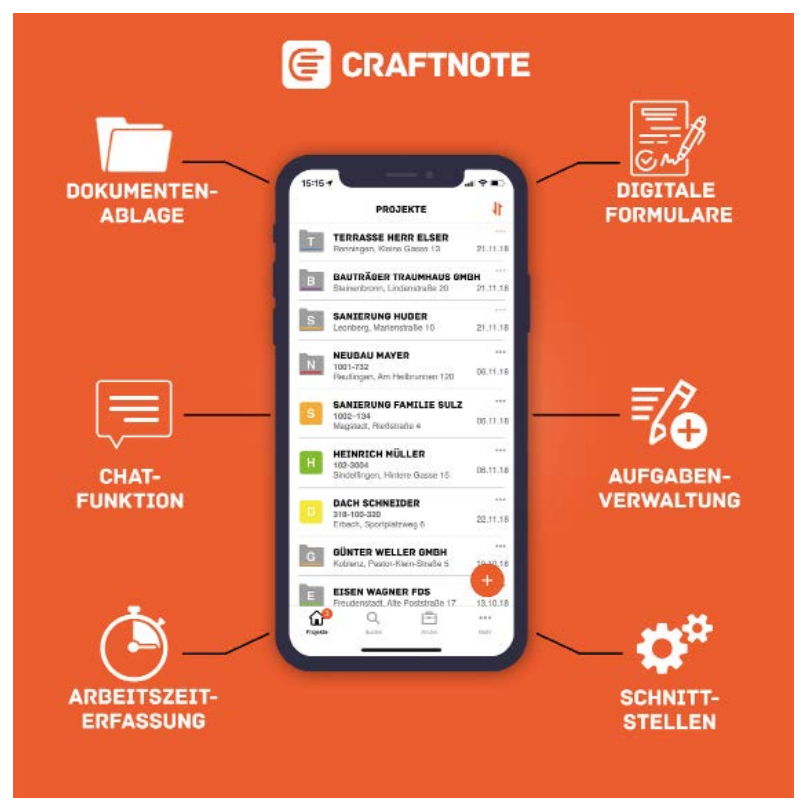 CRAFTNOTE
DOKUMENTEN-
ABLAGE
DIGITALE
FORMULARE
CHAT-
FUNKTION
AUFGABEN-
VERWALTUNG
ARBEITSZEIT-
ERFASSUNG
SCHNITT-
STELLEN
15:15
PROJEKTE
T
TERRASSE HERR ELSER
Renningen, Kleine Gasse 13 21.11.18
B
BAUTRÄGER TRAUMHAUS GMBH
Steinenbronn, Lindenstraße 20 21.11.18
S
SANIERUNG HUBER
Leonberg, Marienstraße 10 21.11.18
N
NEUBAU MAYER
1001-732
Reutlingen, Am Heilbrunnen 120 06.11.18
S
SANIERUNG FAMILIE SULZ
1002-134
Magstadt, Rießstraße 4 06.11.18
H
HEINRICH MÜLLER
102-3004
Sindelfingen, Hintere Gasse 15 06.11.18
D
DACH SCHNEIDER
318-100-330
Erbach, Sportplatzweg 6 22.11.18
G
GÜNTER WELLER GMBH
Koblenz, Pastor-Klein-Straße 5
E
EISEN WAGNER FDS
Freudenstadt, Alte Poststraße 17 13.10.18
Projekte